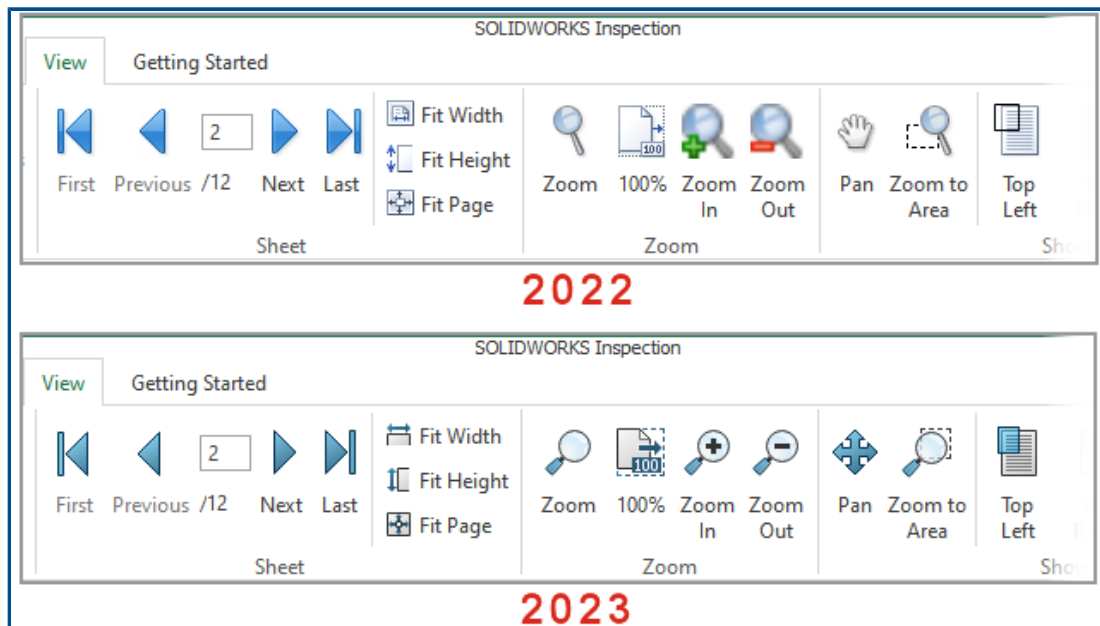 SOLIDWORKS Inspection
View Getting Started
2 Fit Width
100
Fit Height
First Previous /12 Next Last Zoom 100% Zoom In Zoom Out Pan Zoom to Area Top Left
Fit Page
Sheet Zoom
2022
SOLIDWORKS Inspection
View Getting Started
2 Fit Width
100
Fit Height
First Previous /12 Next Last Zoom 100% Zoom In Zoom Out Pan Zoom to Area Top Left
Fit Page
Sheet Zoom
2023